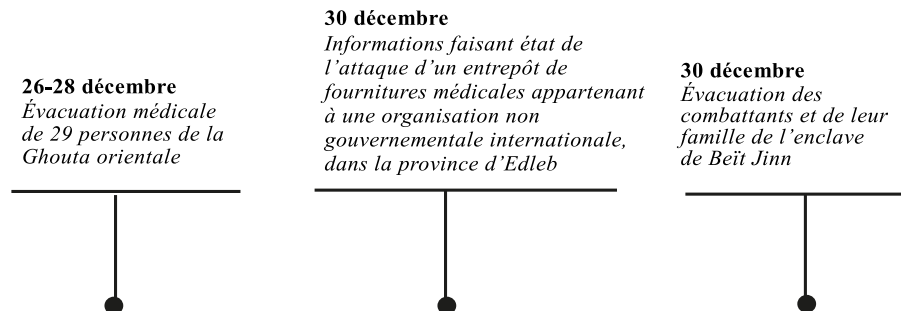 26-28 décembre
Évacuation médicale
de 29 personnes de la
Ghouta orientale
30 décembre
Informations faisant état de
l’attaque d’un entrepôt de
fournitures médicales appartenant
à une organisation non
gouvernementale internationale,
dans la province d’Edleb
30 décembre
Évacuation des
combattants et de leur
famille de l’enclave
de Beït Jinn